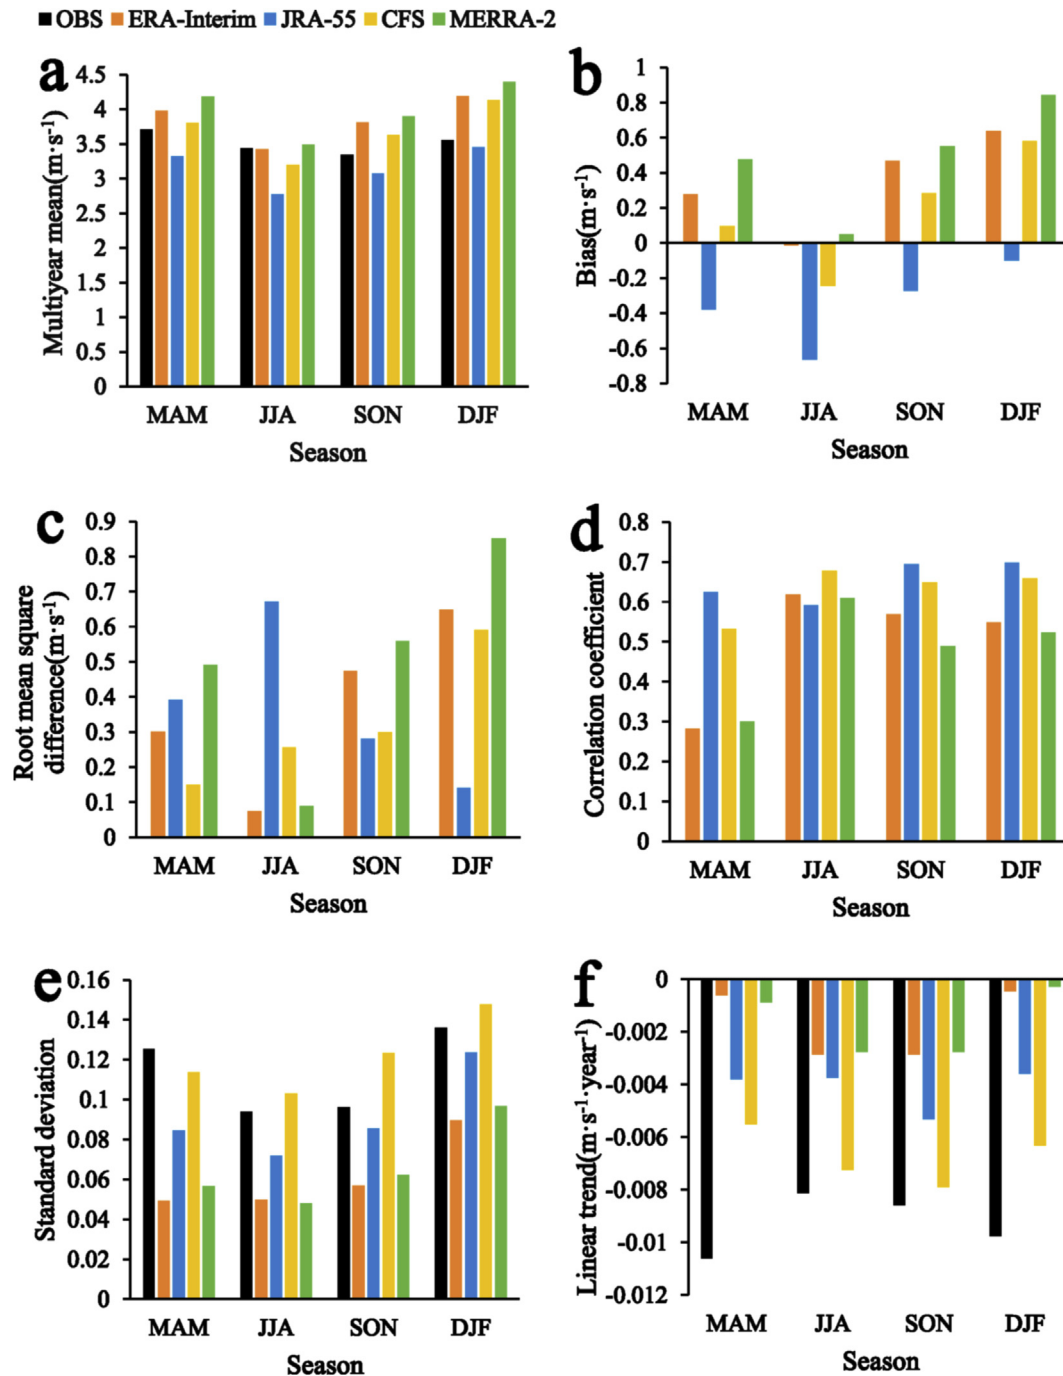 OBS ERA-Interim JRA-55 CFS MERRA-2
a
Multiyear mean(m·s⁻¹)
4.5
4
3.5
3
2.5
2
1.5
1
0.5
0
MAM JJA SON DJF
Season
b
Bias(m·s⁻¹)
1
0.8
0.6
0.4
0.2
0
-0.2
-0.4
-0.6
-0.8
MAM JJA SON DJF
Season
c
Root mean square
difference(m·s⁻¹)
0.9
0.8
0.7
0.6
0.5
0.4
0.3
0.2
0.1
0
MAM JJA SON DJF
Season
d
Correlation coefficient
0.8
0.7
0.6
0.5
0.4
0.3
0.2
0.1
0
MAM JJA SON DJF
Season
e
Standard deviation
0.16
0.14
0.12
0.1
0.08
0.06
0.04
0.02
0
MAM JJA SON DJF
Season
f
Linear trend(m·s⁻¹·year⁻¹)
0
-0.002
-0.004
-0.006
-0.008
-0.01
-0.012
MAM JJA SON DJF
Season